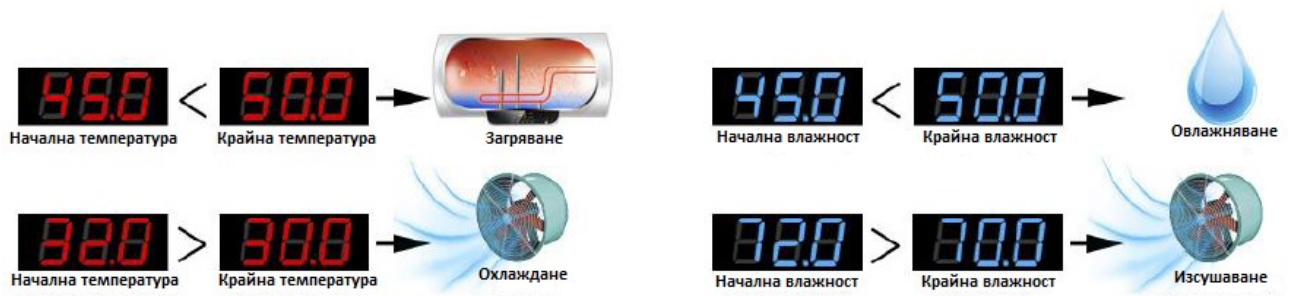 45.0 < 50.0
Начална температура Крайна температура Загряване
45.0 < 50.0
Начална влажност Крайна влажност Овлажняване
32.0 > 30.0
Начална температура Крайна температура Охлаждане
72.0 > 70.0
Начална влажност Крайна влажност Изсушаване